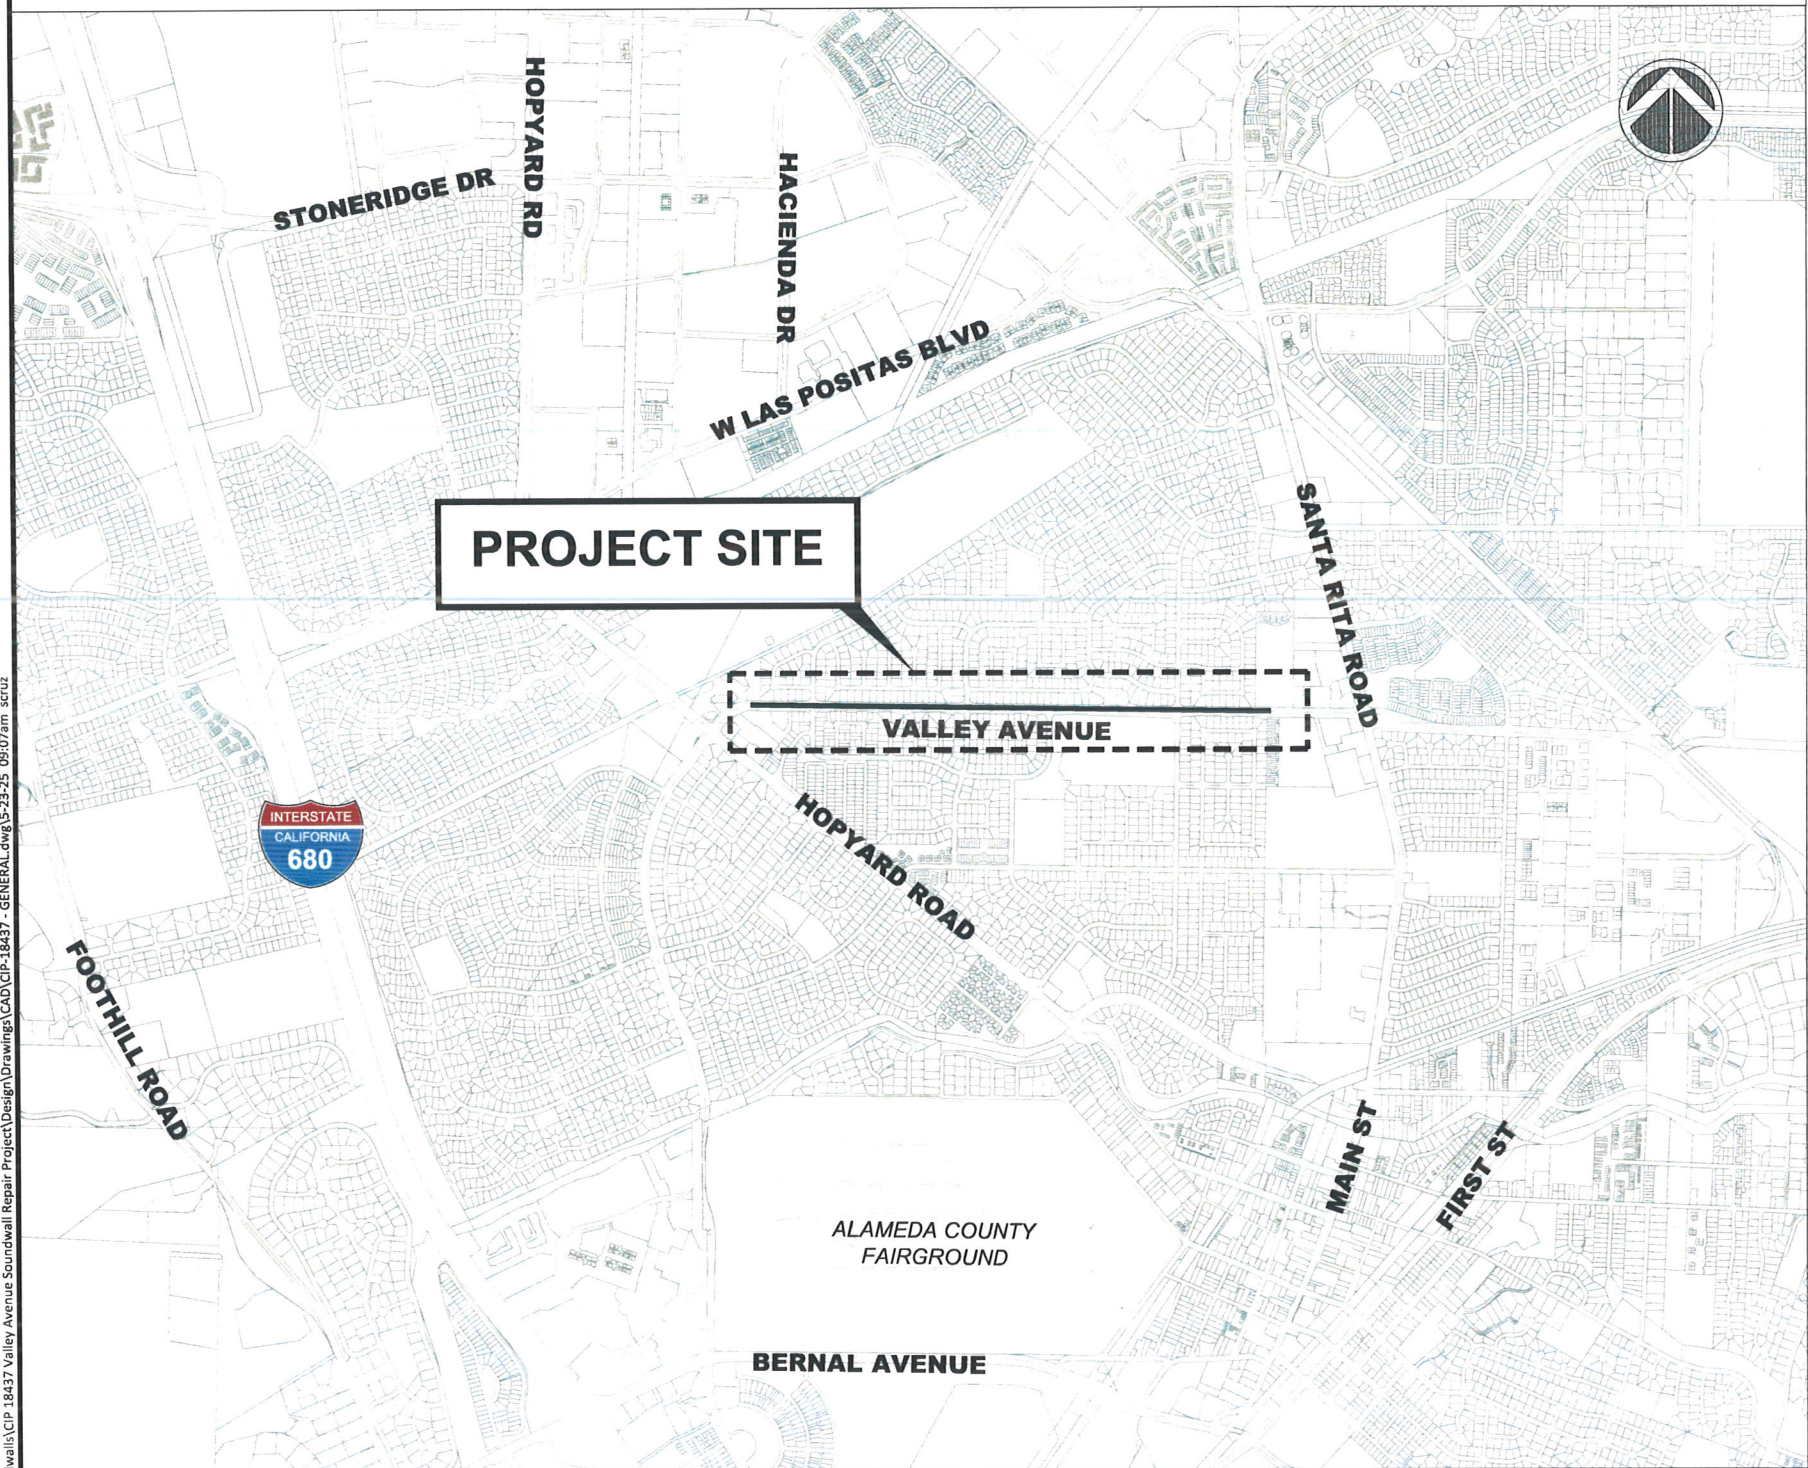 HOPYARD RD
STONERIDGE DR
HACIENDA DR
W LAS POSITAS BLVD
PROJECT SITE
SANTA RITA ROAD
VALLEY AVENUE
INTERSTATE
CALIFORNIA
680
HOPYARD ROAD
FOOTHILL ROAD
MAIN ST
FIRST ST
ALAMEDA COUNTY
FAIRGROUND
BERNAL AVENUE
walls\CIP 18437 Valley Avenue Soundwall Repair Project\Design\Drawings\CAD\CIP-18437 - GENERAL.dwg\5-23-25 09:07am scruz